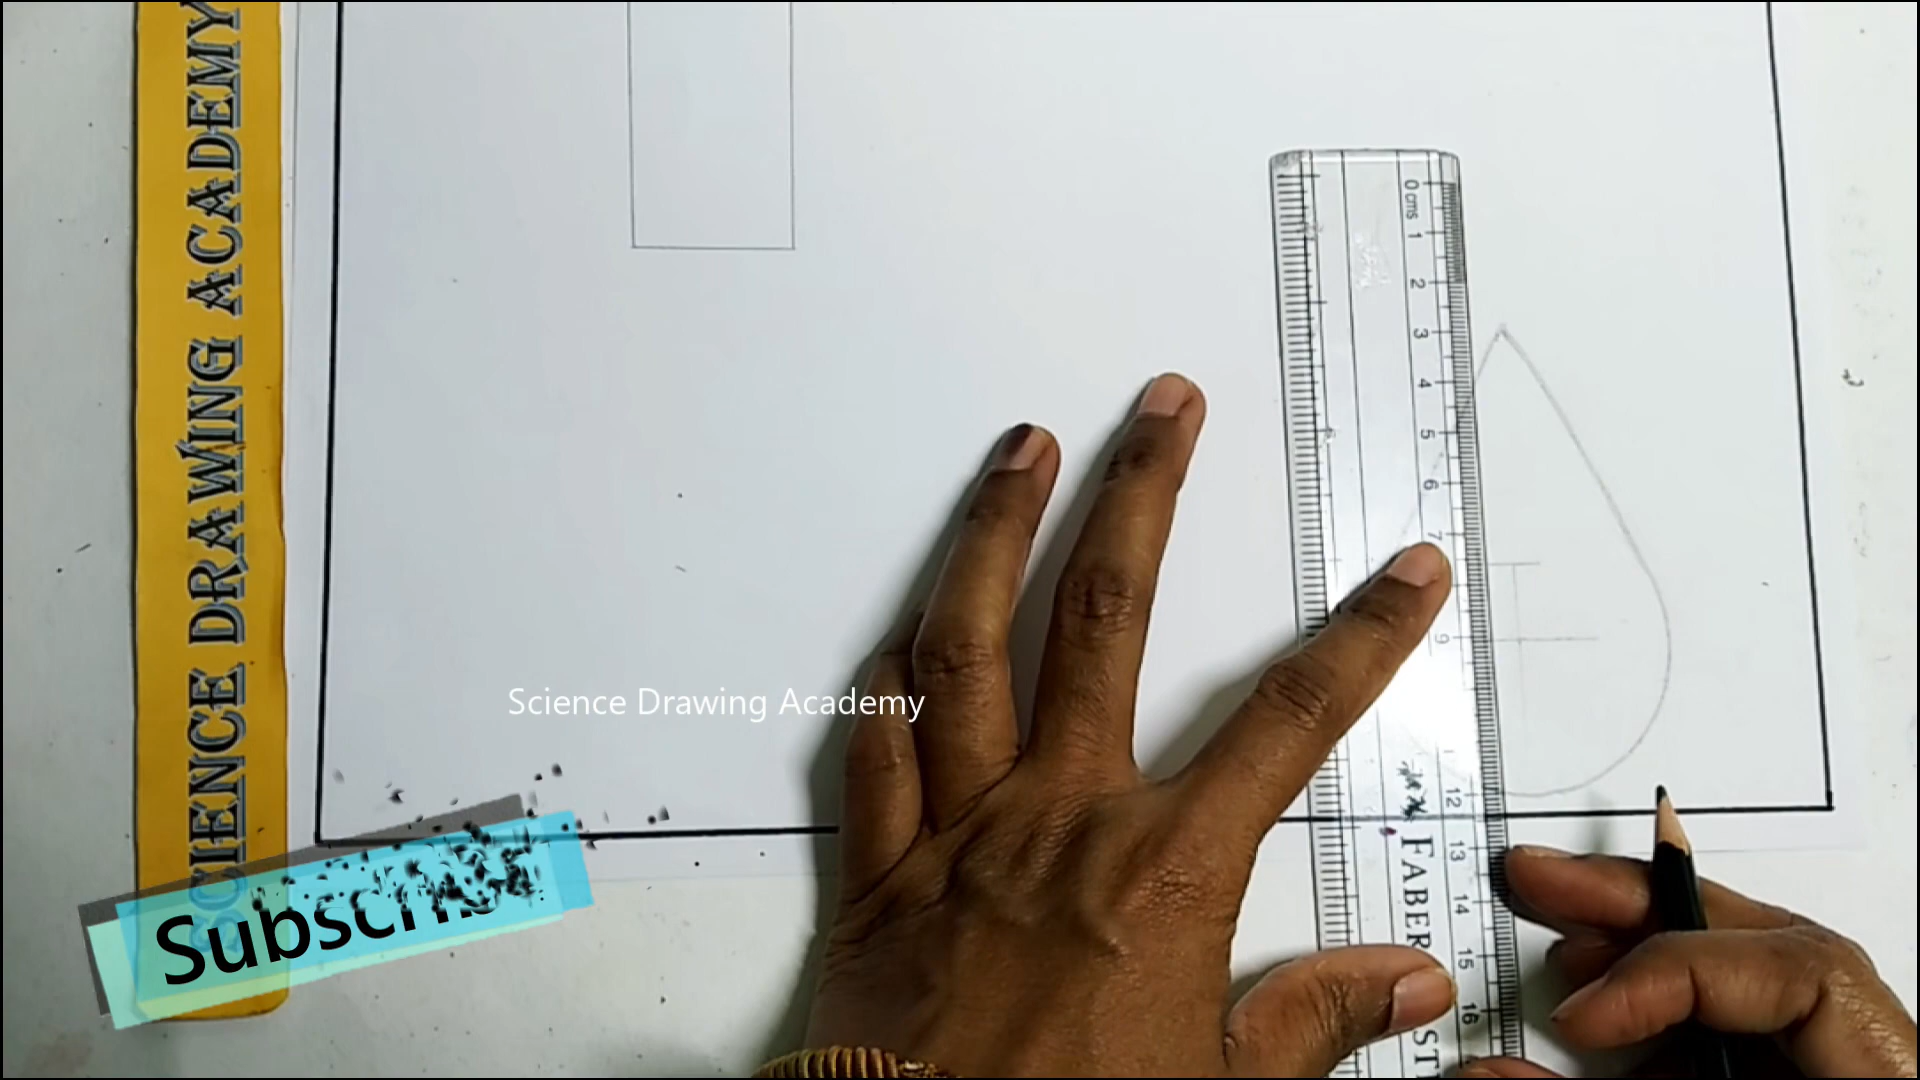 SCIENCE DRAWING ACADEMY
0 cms 1 2 3 4 5 6 7 9 12 13 14 15 16
FABER
Science Drawing Academy